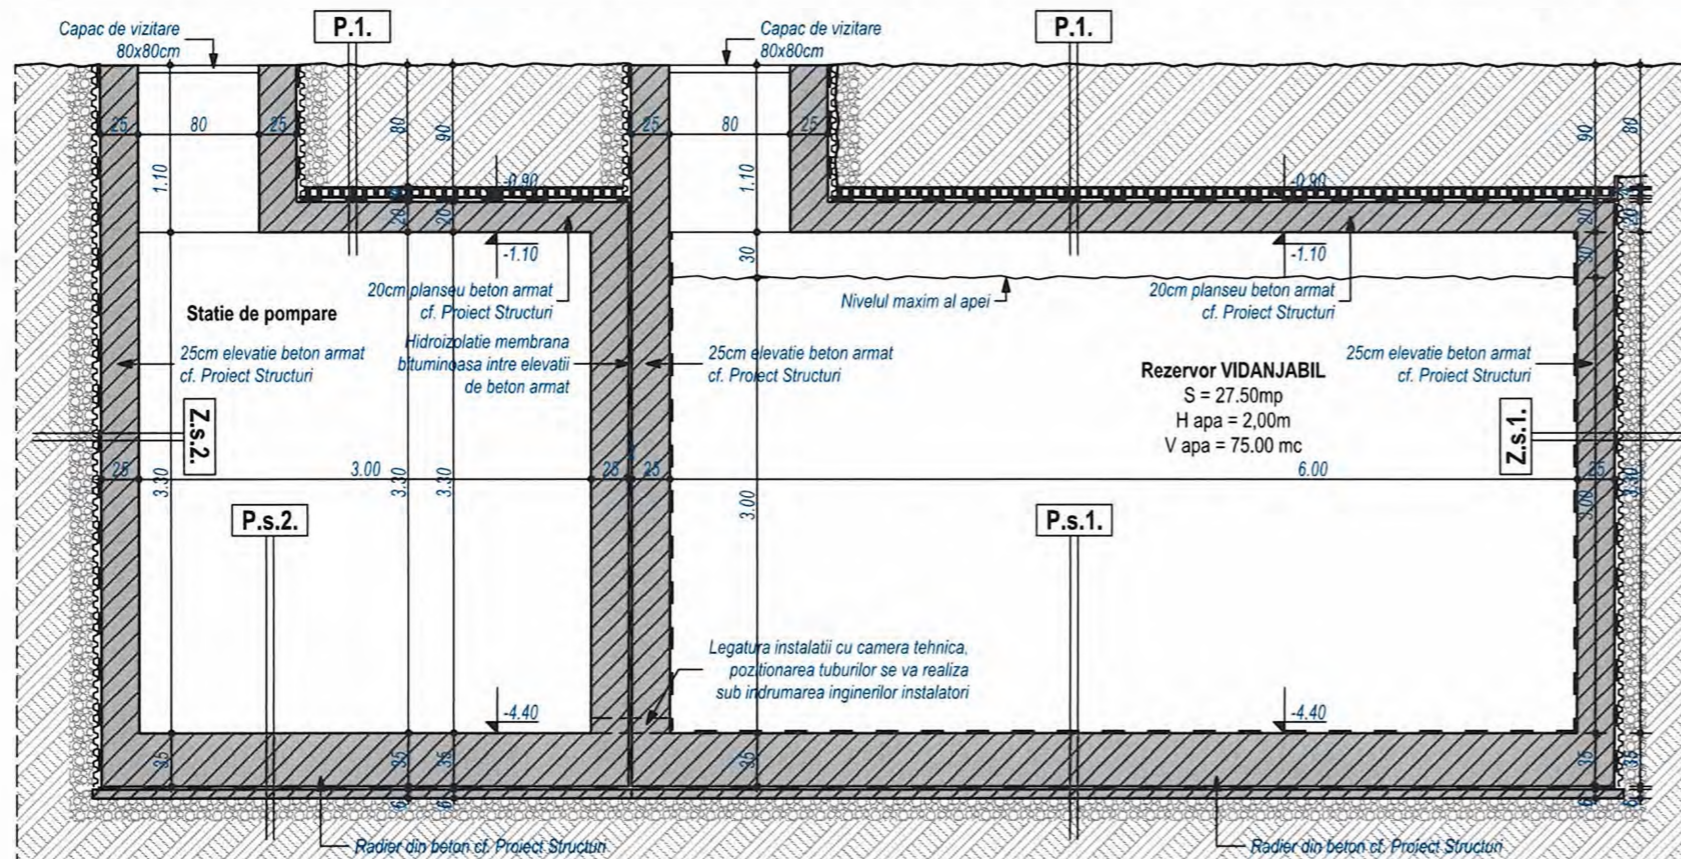 Capac de vizitare
80x80cm
P.1.
Capac de vizitare
80x80cm
P.1.
25
80
25
80
90
25
80
25
90
80
1.10
1.10
-0.90
-0.90
20
20
20
20
-1.10
30
-1.10
30
20cm planseu beton armat
cf. Proiect Structuri
Nivelul maxim al apei
20cm planseu beton armat
cf. Proiect Structuri
Statie de pompare
Hidroizolatie membrana
bituminoasa intre elevatii
de beton armat
25cm elevatie beton armat
cf. Proiect Structuri
25cm elevatie beton armat
cf. Proiect Structuri
Rezervor VIDANJABIL
S = 27.50mp
H apa = 2,00m
V apa = 75.00 mc
25cm elevatie beton armat
cf. Proiect Structuri
Z.s.2.
Z.s.1.
25
3.00
25
25
6.00
25
3.30
3.30
3.30
3.00
3.00
3.30
P.s.2.
P.s.1.
Legatura instalatii cu camera tehnica,
pozitionarea tuburilor se va realiza
sub indrumarea inginerilor instalatori
-4.40
-4.40
35
35
35
35
35
35
6
6
6
6
Radier din beton cf. Proiect Structuri
Radier din beton cf. Proiect Structuri